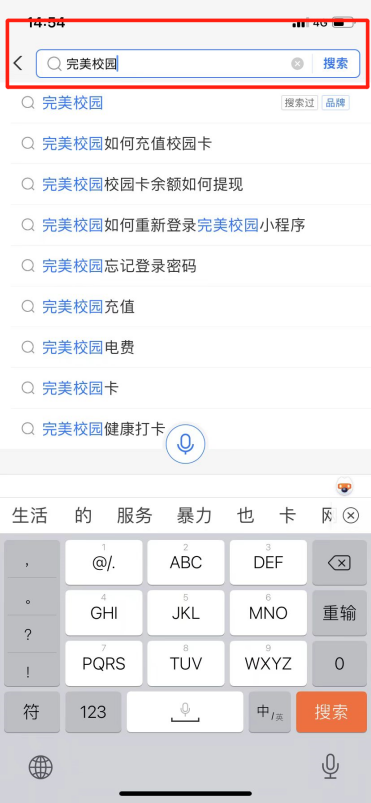 14:54 4G
完美校园 搜索
完美校园 搜索过 品牌
完美校园如何充值校园卡
完美校园校园卡余额如何提现
完美校园如何重新登录完美校园小程序
完美校园忘记登录密码
完美校园充值
完美校园电费
完美校园卡
完美校园健康打卡
生活 的 服务 暴力 也 卡
， 1 @/. 2 ABC 3 DEF
。 4 GHI 5 JKL 6 MNO 重输
?
! 7 PQRS 8 TUV 9 WXYZ 0
符 123 中/英 搜索